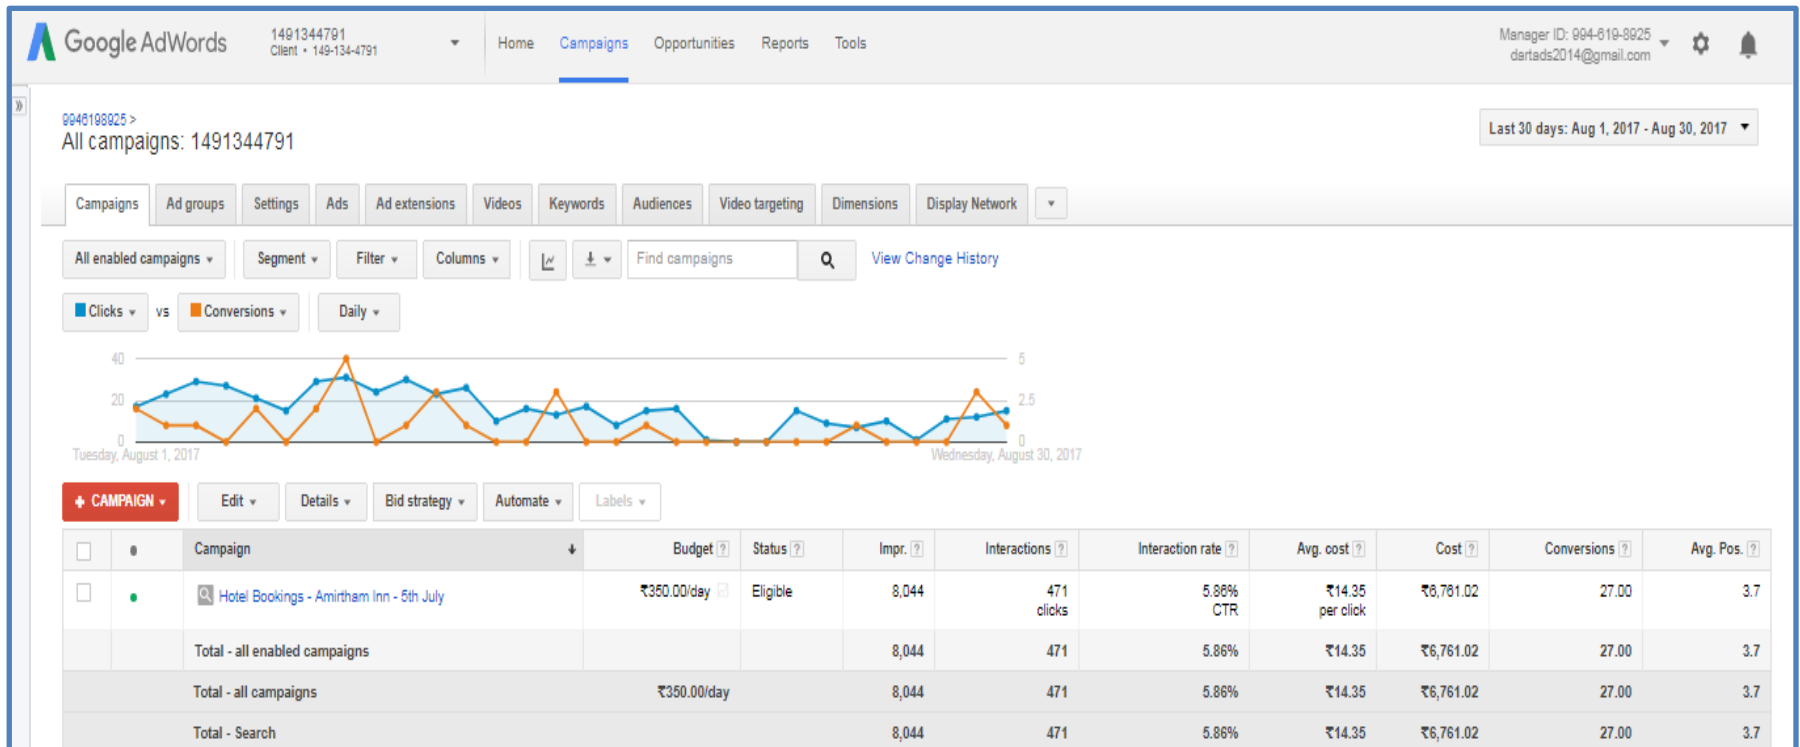 Google AdWords
1491344791
Client • 149-134-4791
Home Campaigns Opportunities Reports Tools
Manager ID: 994-619-8925
dartads2014@gmail.com
»
9946198925 >
All campaigns: 1491344791
Last 30 days: Aug 1, 2017 - Aug 30, 2017
Campaigns Ad groups Settings Ads Ad extensions Videos Keywords Audiences Video targeting Dimensions Display Network
All enabled campaigns Segment Filter Columns Find campaigns View Change History
Clicks vs Conversions Daily
40 5
20 2.5
0 0
Tuesday, August 1, 2017 Wednesday, August 30, 2017
+ CAMPAIGN Edit Details Bid strategy Automate Labels
Campaign Budget ? Status ? Impr. ? Interactions ? Interaction rate ? Avg. cost ? Cost ? Conversions ? Avg. Pos. ?
Hotel Bookings - Amirtham Inn - 5th July ₹350.00/day Eligible 8,044 471 5.86% ₹14.35 ₹6,761.02 27.00 3.7
clicks CTR per click
Total - all enabled campaigns 8,044 471 5.86% ₹14.35 ₹6,761.02 27.00 3.7
Total - all campaigns ₹350.00/day 8,044 471 5.86% ₹14.35 ₹6,761.02 27.00 3.7
Total - Search 8,044 471 5.86% ₹14.35 ₹6,761.02 27.00 3.7